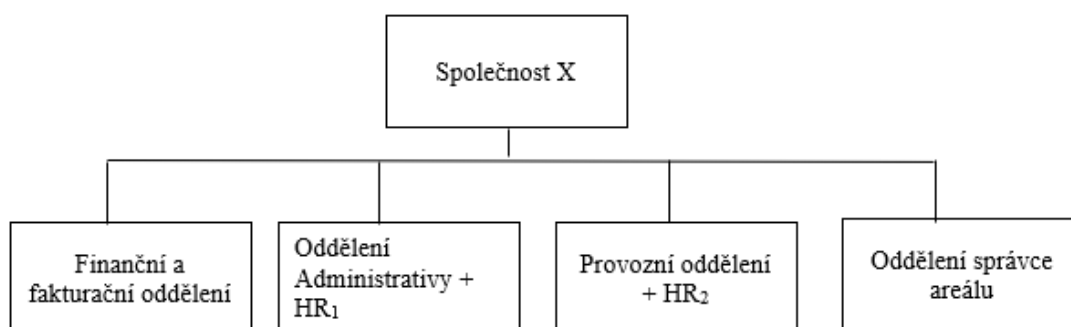 Společnost X
Finanční a
fakturační oddělení
Oddělení
Administrativy +
HR₁
Provozní oddělení
+ HR₂
Oddělení správce
areálu